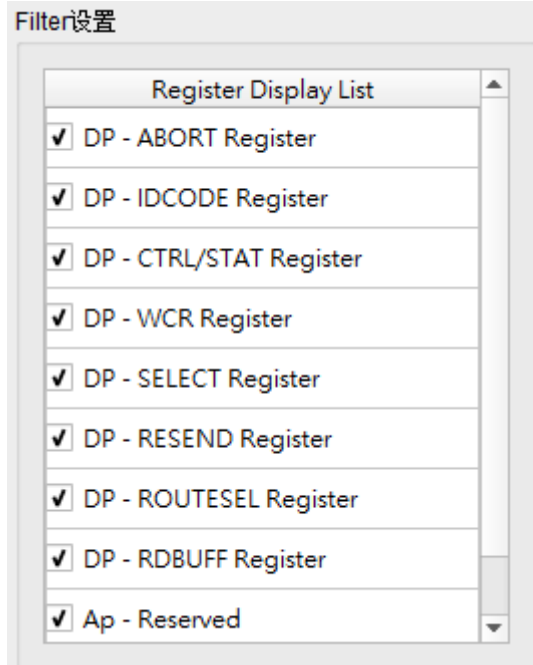 Filter设置
Register Display List
DP - ABORT Register
DP - IDCODE Register
DP - CTRL/STAT Register
DP - WCR Register
DP - SELECT Register
DP - RESEND Register
DP - ROUTESEL Register
DP - RDBUFF Register
Ap - Reserved